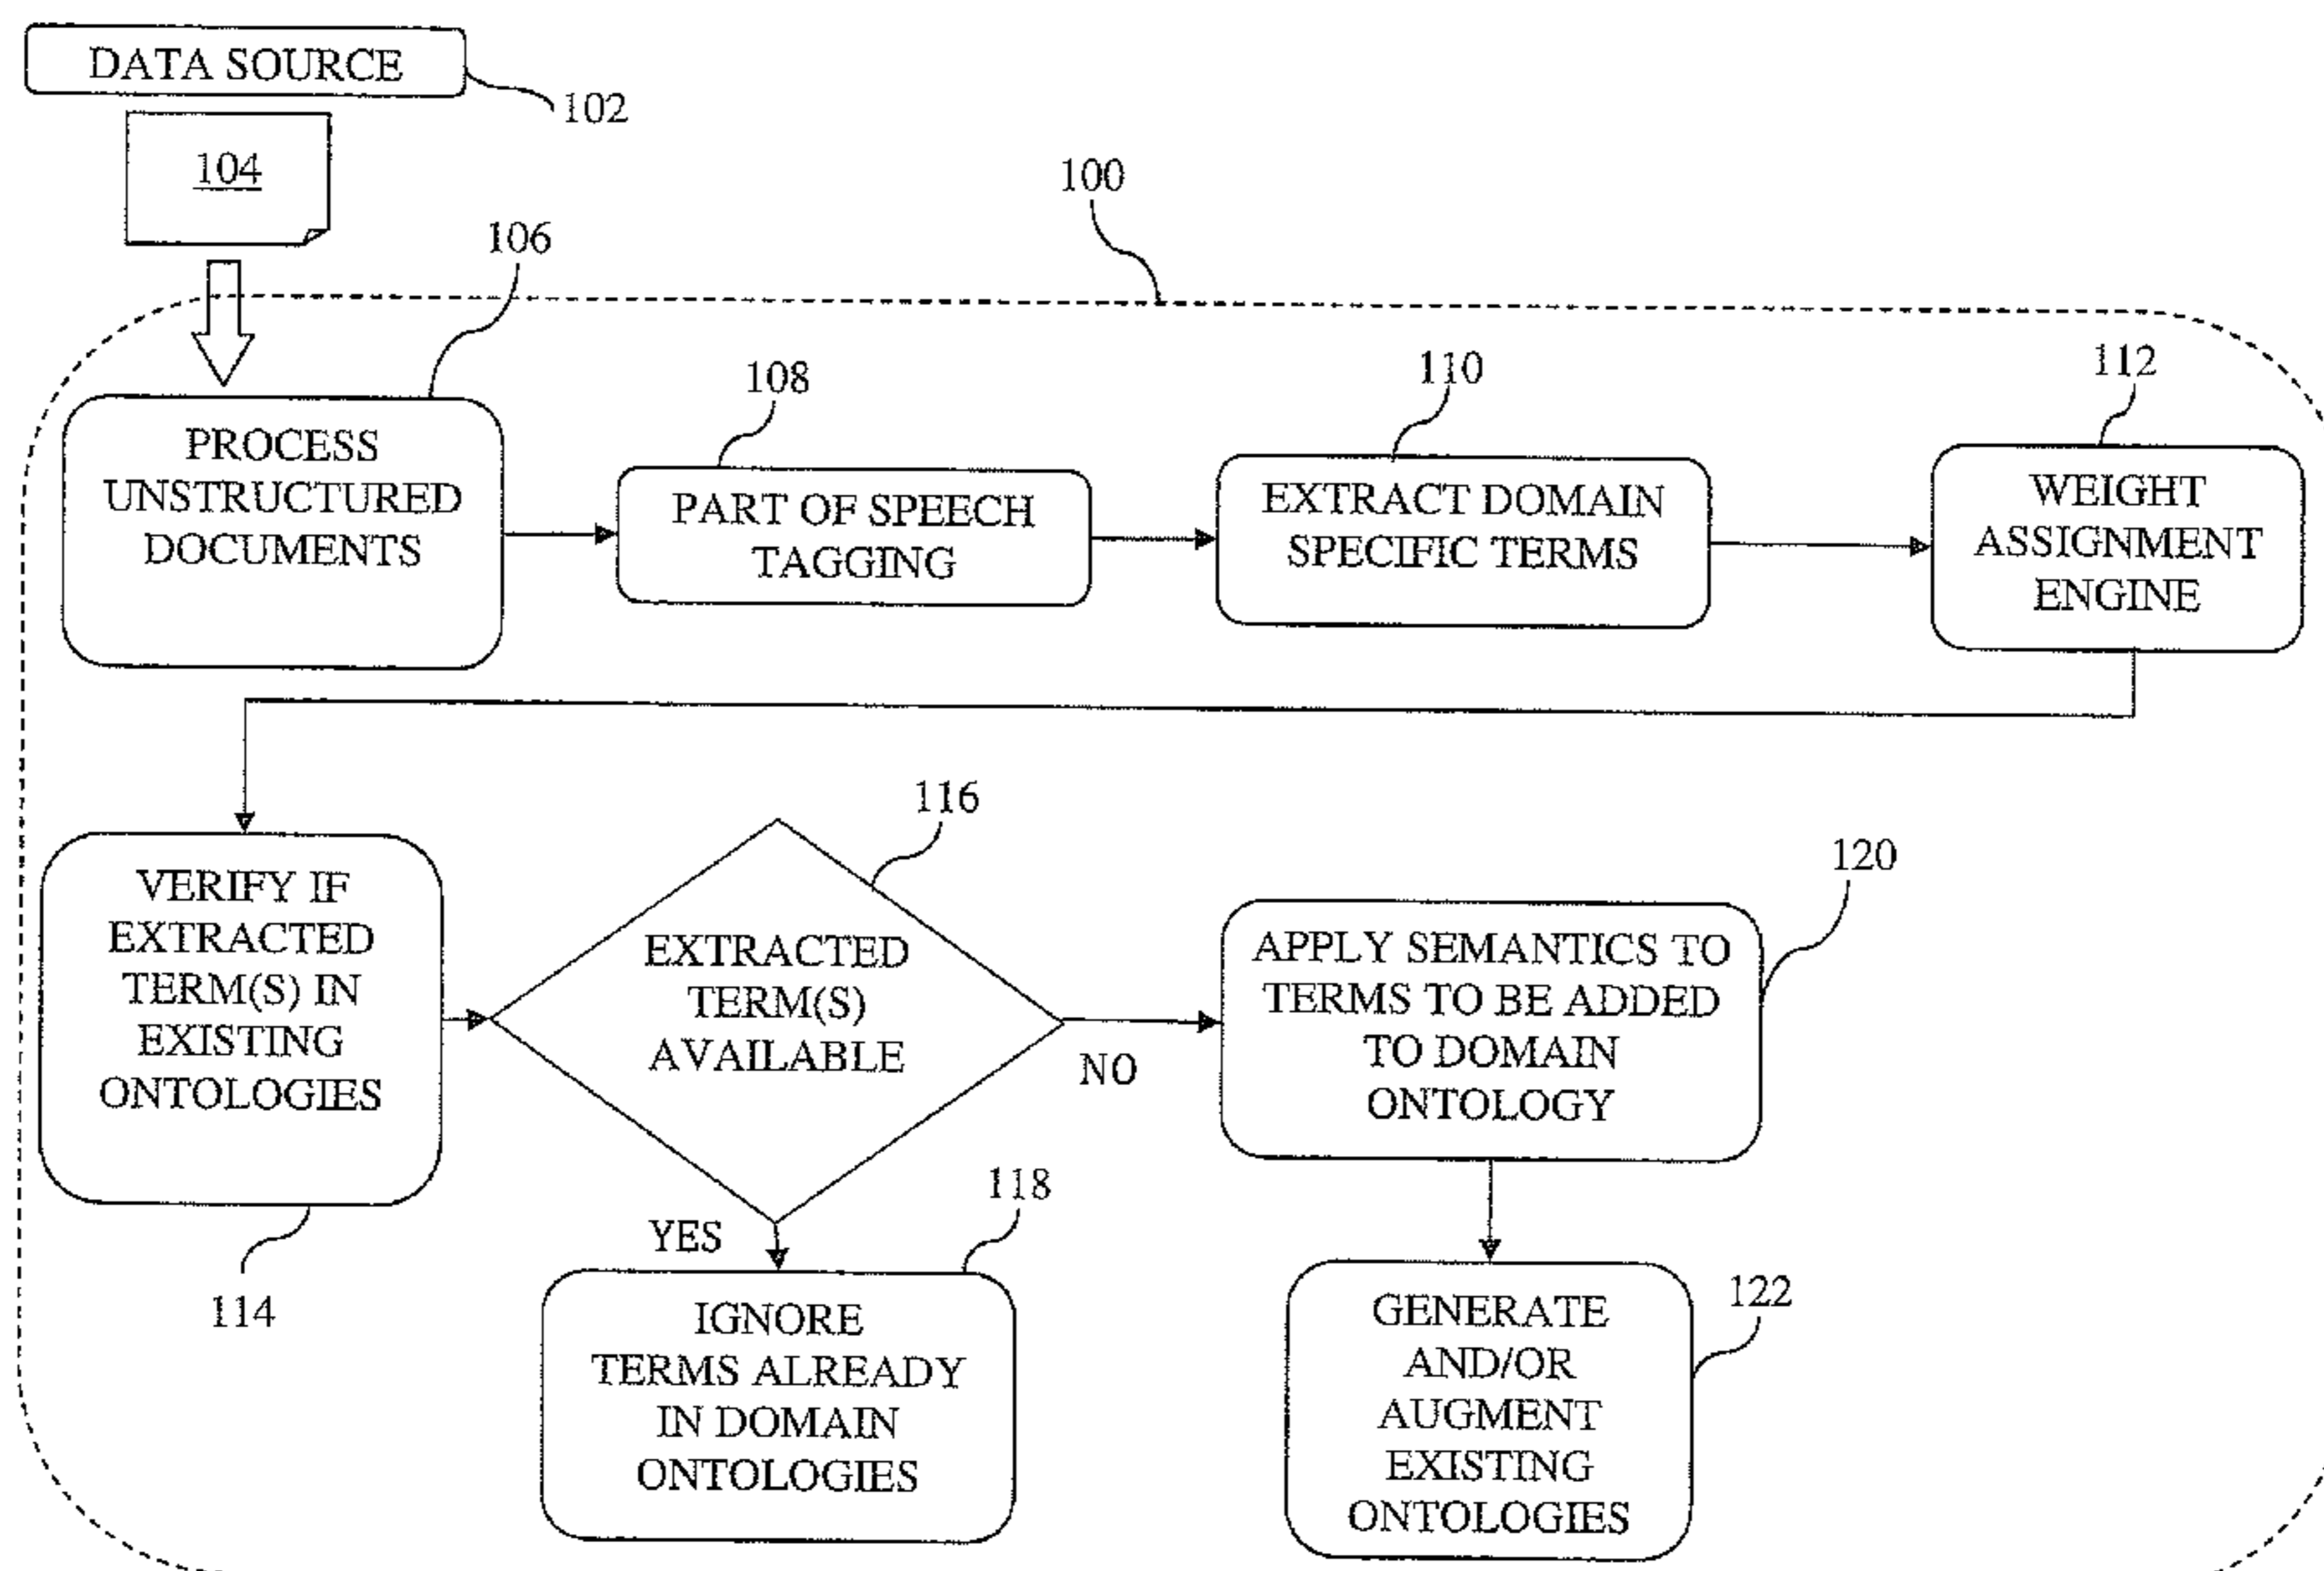 DATA SOURCE
102
104
100
106
108
110
112
PROCESS
UNSTRUCTURED
DOCUMENTS
PART OF SPEECH
TAGGING
EXTRACT DOMAIN
SPECIFIC TERMS
WEIGHT
ASSIGNMENT
ENGINE
VERIFY IF
EXTRACTED
TERM(S) IN
EXISTING
ONTOLOGIES
114
116
EXTRACTED
TERM(S)
AVAILABLE
NO
YES
120
APPLY SEMANTICS TO
TERMS TO BE ADDED
TO DOMAIN
ONTOLOGY
118
IGNORE
TERMS ALREADY
IN DOMAIN
ONTOLOGIES
122
GENERATE
AND/OR
AUGMENT
EXISTING
ONTOLOGIES